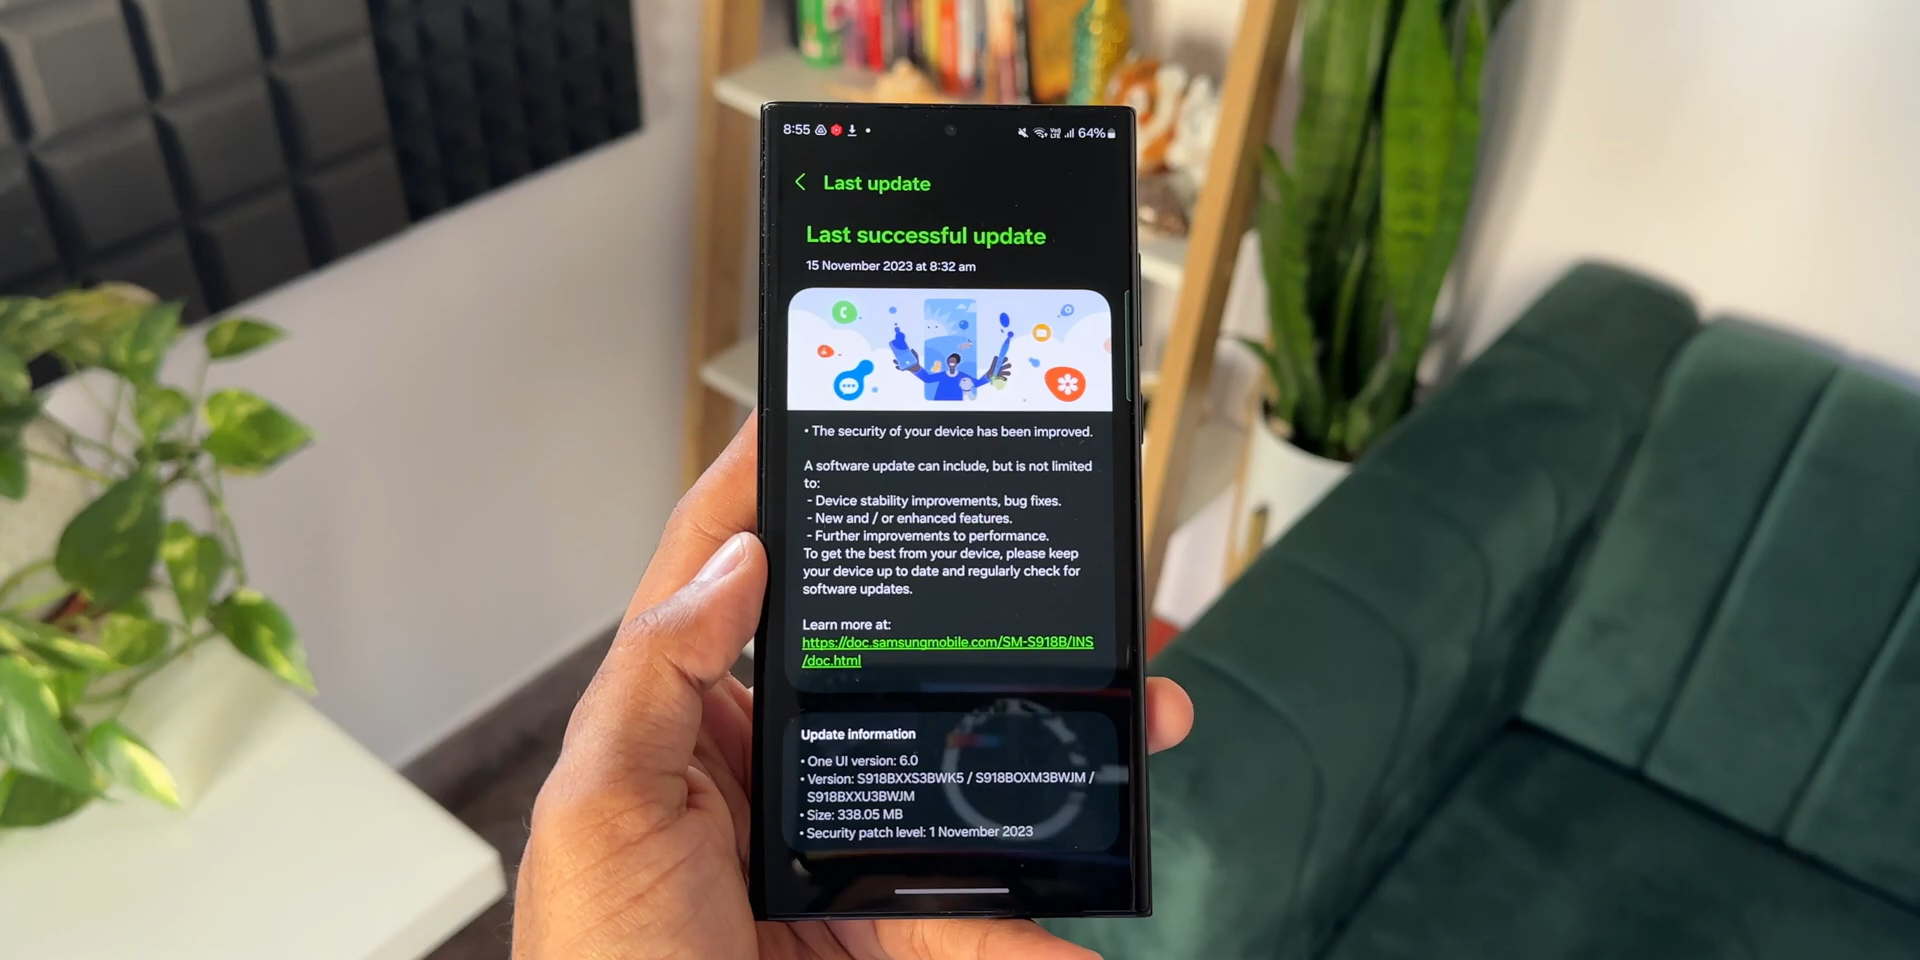 8:55 64%
Last update
Last successful update
15 November 2023 at 8:32 am
• The security of your device has been improved.
A software update can include, but is not limited
to:
- Device stability improvements, bug fixes.
- New and / or enhanced features.
- Further improvements to performance.
To get the best from your device, please keep
your device up to date and regularly check for
software updates.
Learn more at:
https://doc.samsungmobile.com/SM-S918B/INS
/doc.html
Update information
• One UI version: 6.0
• Version: S918BXXS3BWK5 / S918BOXM3BWJM /
S918BXXU3BWJM
• Size: 338.05 MB
• Security patch level: 1 November 2023